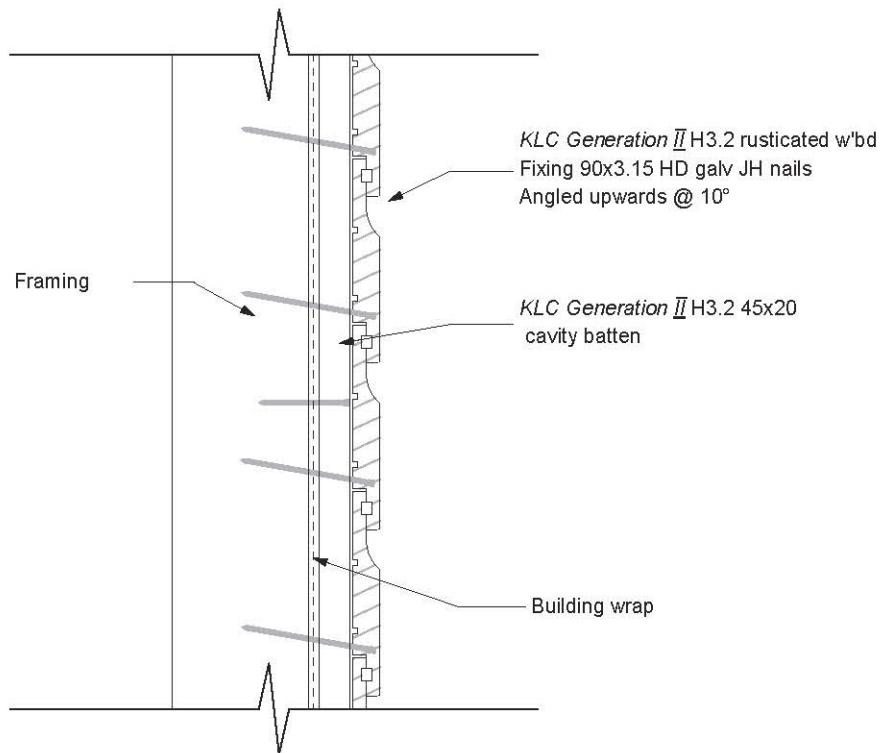 KLC Generation II H3.2 rusticated w'bd
Fixing 90x3.15 HD galv JH nails
Angled upwards @ 10°
Framing
KLC Generation II H3.2 45x20
cavity batten
Building wrap